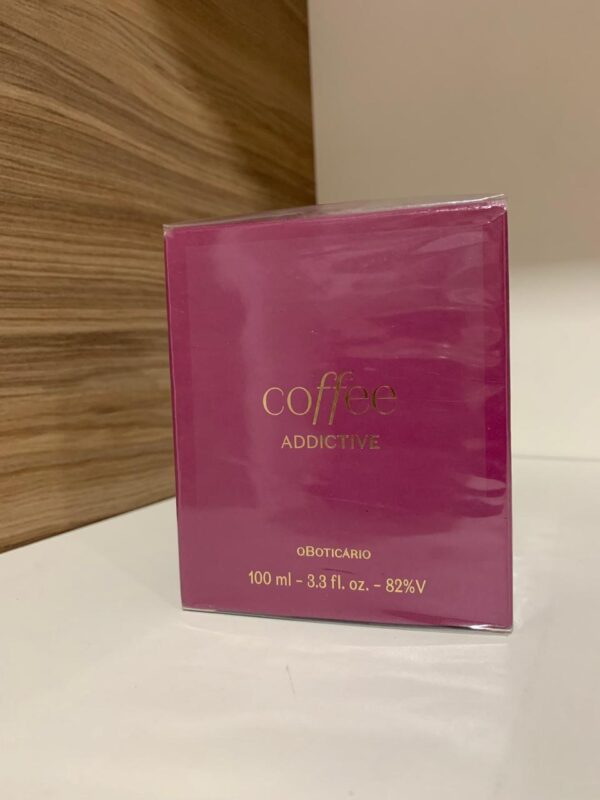 coffee
ADDICTIVE
oBOTICÁRIO
100 ml - 3.3 fl. oz. - 82%V